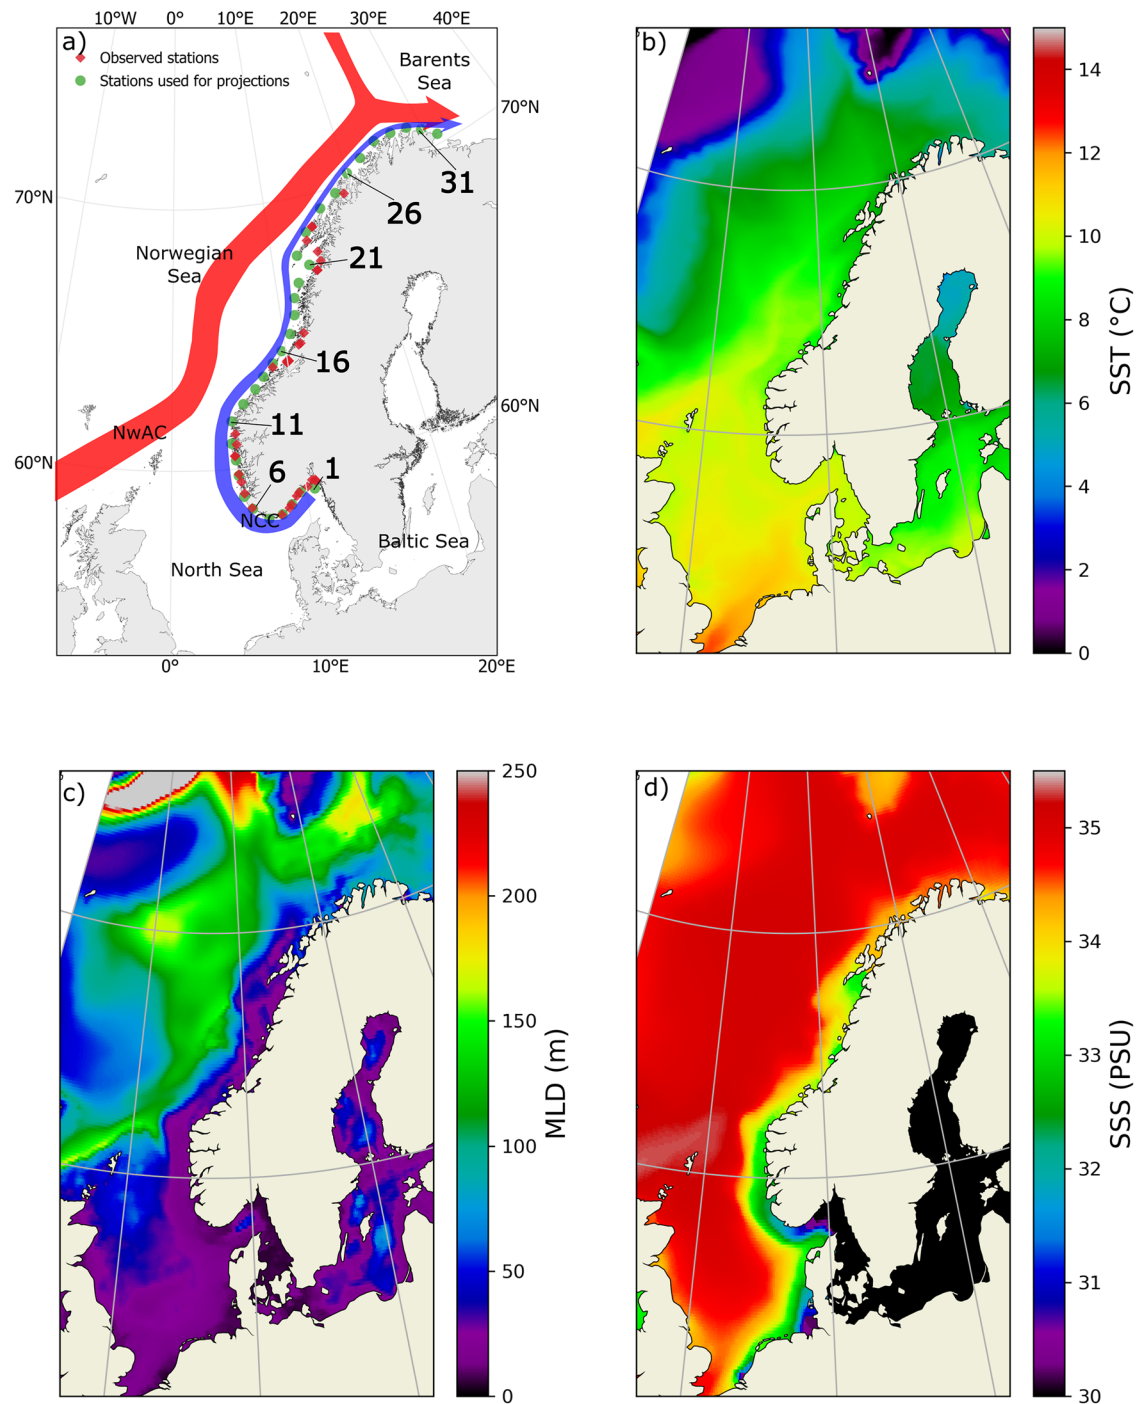 10°W 0° 10°E 20°E 30°E 40°E
a)
Observed stations
Stations used for projections
Barents
Sea
70°N
70°N
31
26
Norwegian
Sea
21
16
60°N
NwAC
11
60°N
6
1
NCC
Baltic Sea
North Sea
0° 10°E 20°E
b)
14
12
10
8
6
4
2
0
SST (°C)
c)
250
200
150
100
50
0
MLD (m)
d)
35
34
33
32
31
30
SSS (PSU)